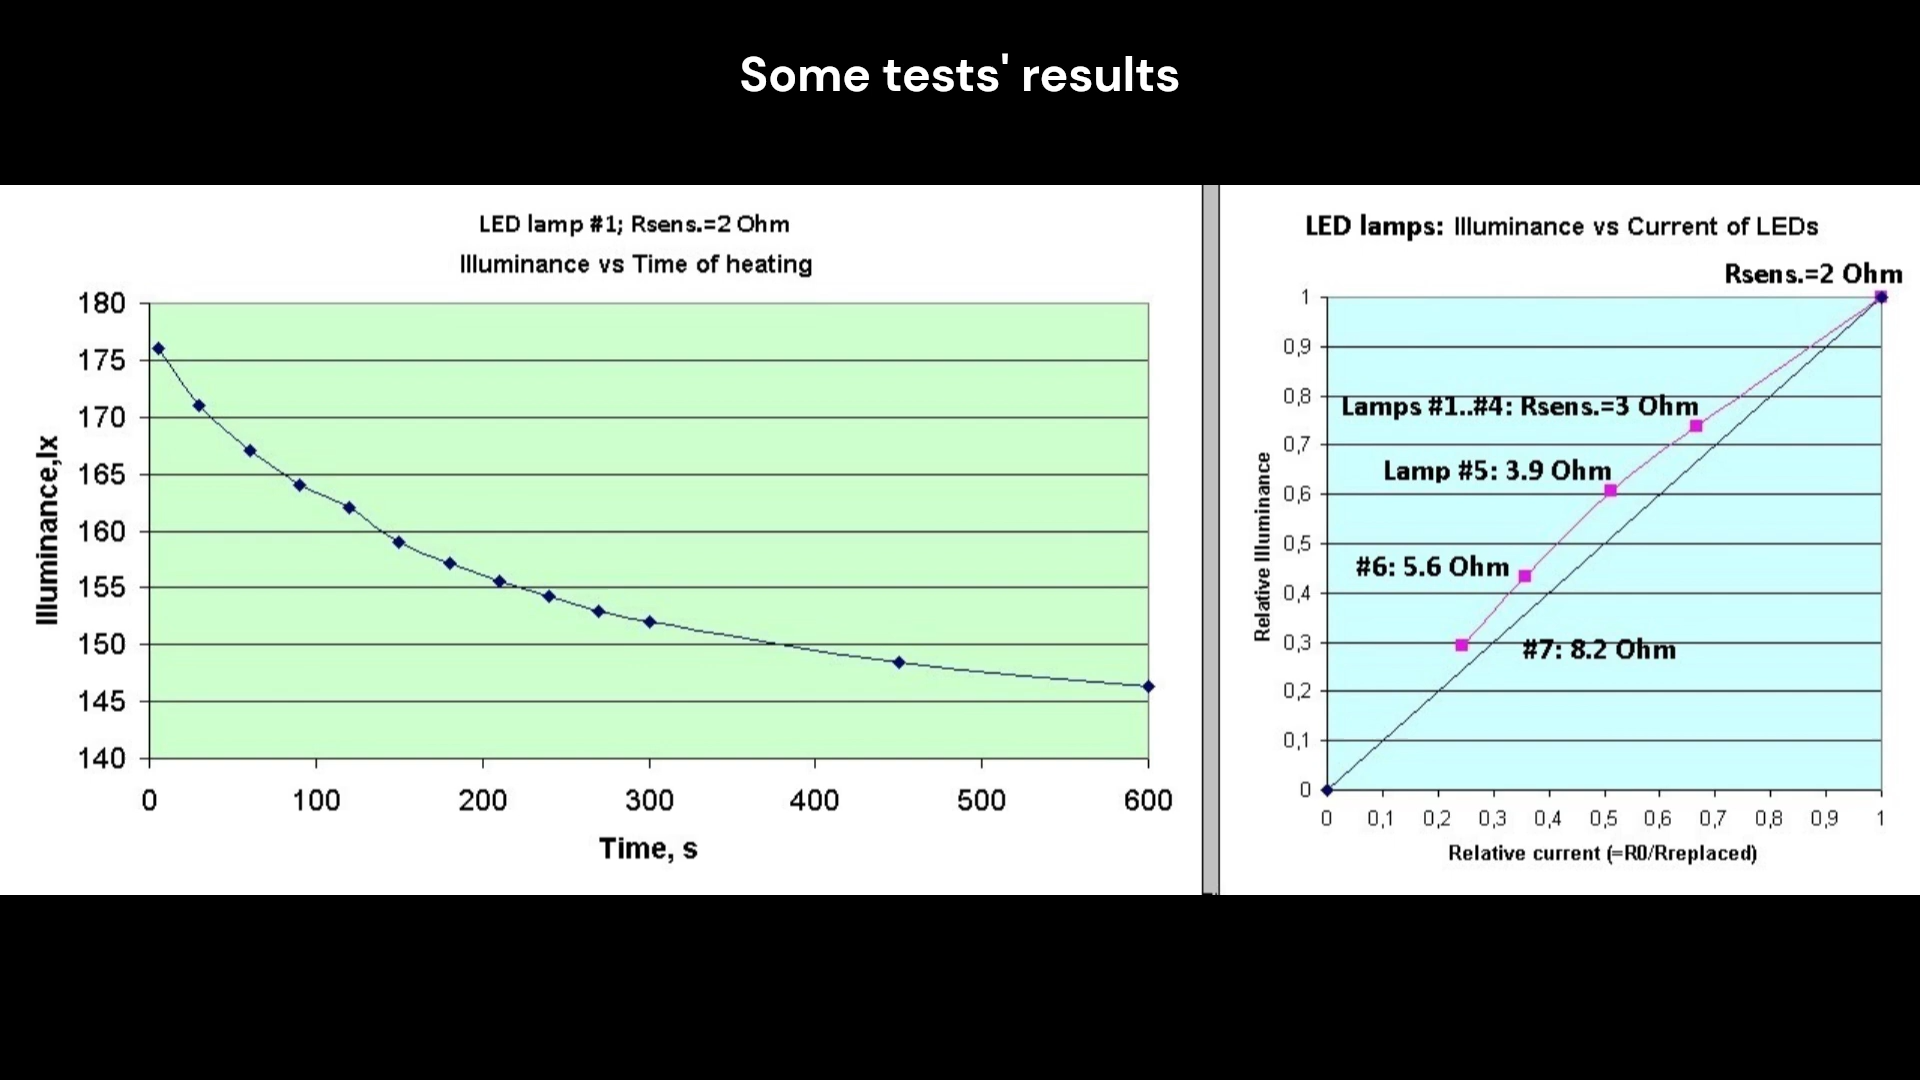 Some tests' results
LED lamp #1; Rsens.=2 Ohm
Illuminance vs Time of heating
180
175
170
165
160
155
150
145
140
Illuminance,lx
0 100 200 300 400 500 600
Time, s
LED lamps: Illuminance vs Current of LEDs
Rsens.=2 Ohm
1
0,9
0,8
Lamps #1..#4: Rsens.=3 Ohm
0,7
Lamp #5: 3.9 Ohm
0,6
0,5
#6: 5.6 Ohm
0,4
0,3
#7: 8.2 Ohm
0,2
0,1
0
Relative Illuminance
0 0,1 0,2 0,3 0,4 0,5 0,6 0,7 0,8 0,9 1
Relative current (=R0/Rreplaced)